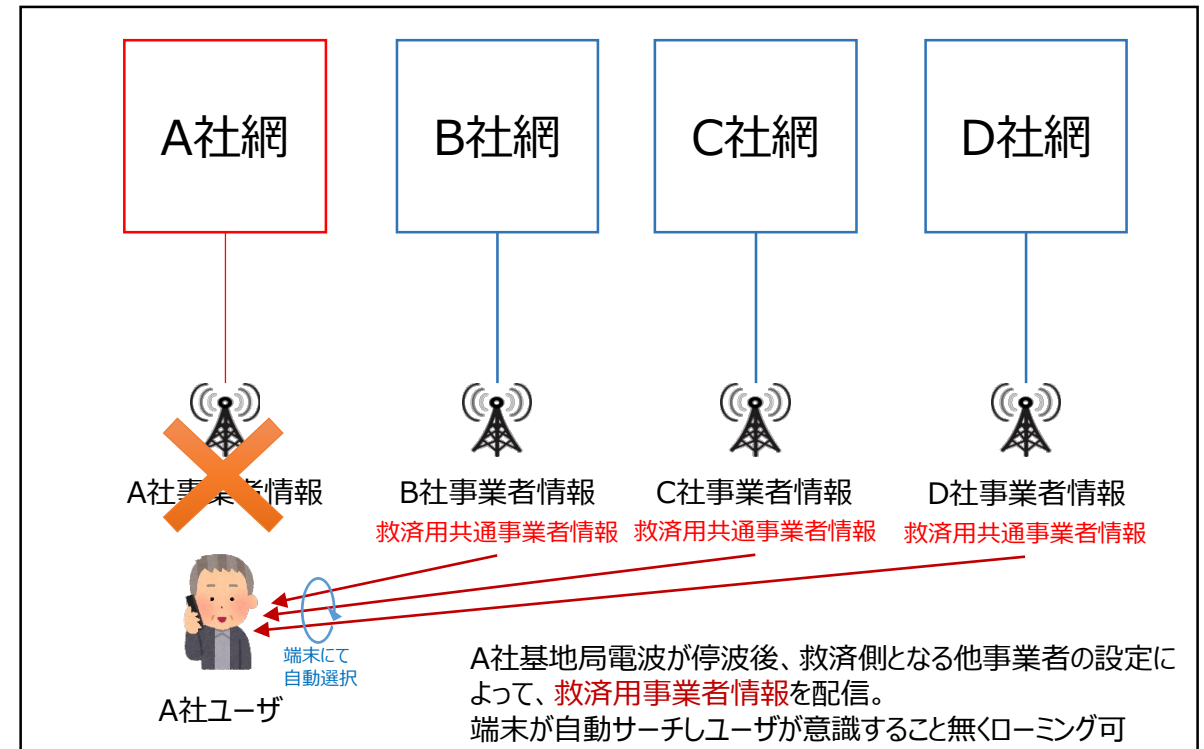 A社網
B社網
C社網
D社網
A社事業者情報
B社事業者情報
C社事業者情報
D社事業者情報
救済用共通事業者情報
救済用共通事業者情報
救済用共通事業者情報
端末にて
自動選択
A社ユーザ
A社基地局電波が停波後、救済側となる他事業者の設定に
よって、救済用事業者情報を配信。
端末が自動サーチしユーザが意識すること無くローミング可